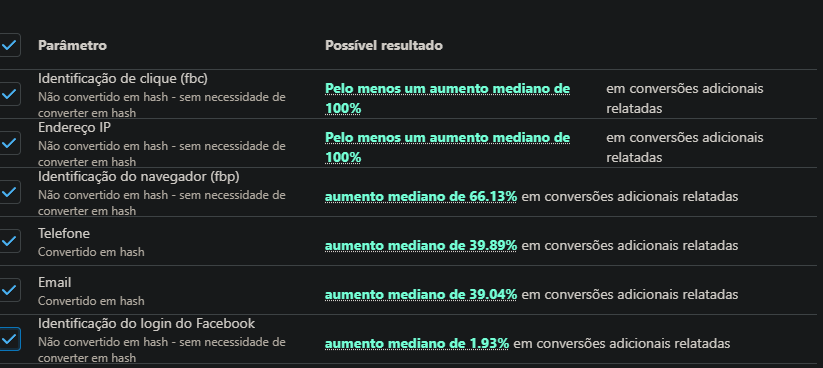 Parâmetro
Possível resultado
Identificação de clique (fbc)
Não convertido em hash - sem necessidade de
converter em hash
Pelo menos um aumento mediano de
100%
em conversões adicionais
relatadas
Endereço IP
Não convertido em hash - sem necessidade de
converter em hash
Pelo menos um aumento mediano de
100%
em conversões adicionais
relatadas
Identificação do navegador (fbp)
Não convertido em hash - sem necessidade de
converter em hash
aumento mediano de 66.13% em conversões adicionais relatadas
Telefone
Convertido em hash
aumento mediano de 39.89% em conversões adicionais relatadas
Email
Convertido em hash
aumento mediano de 39.04% em conversões adicionais relatadas
Identificação do login do Facebook
Não convertido em hash - sem necessidade de
converter em hash
aumento mediano de 1.93% em conversões adicionais relatadas